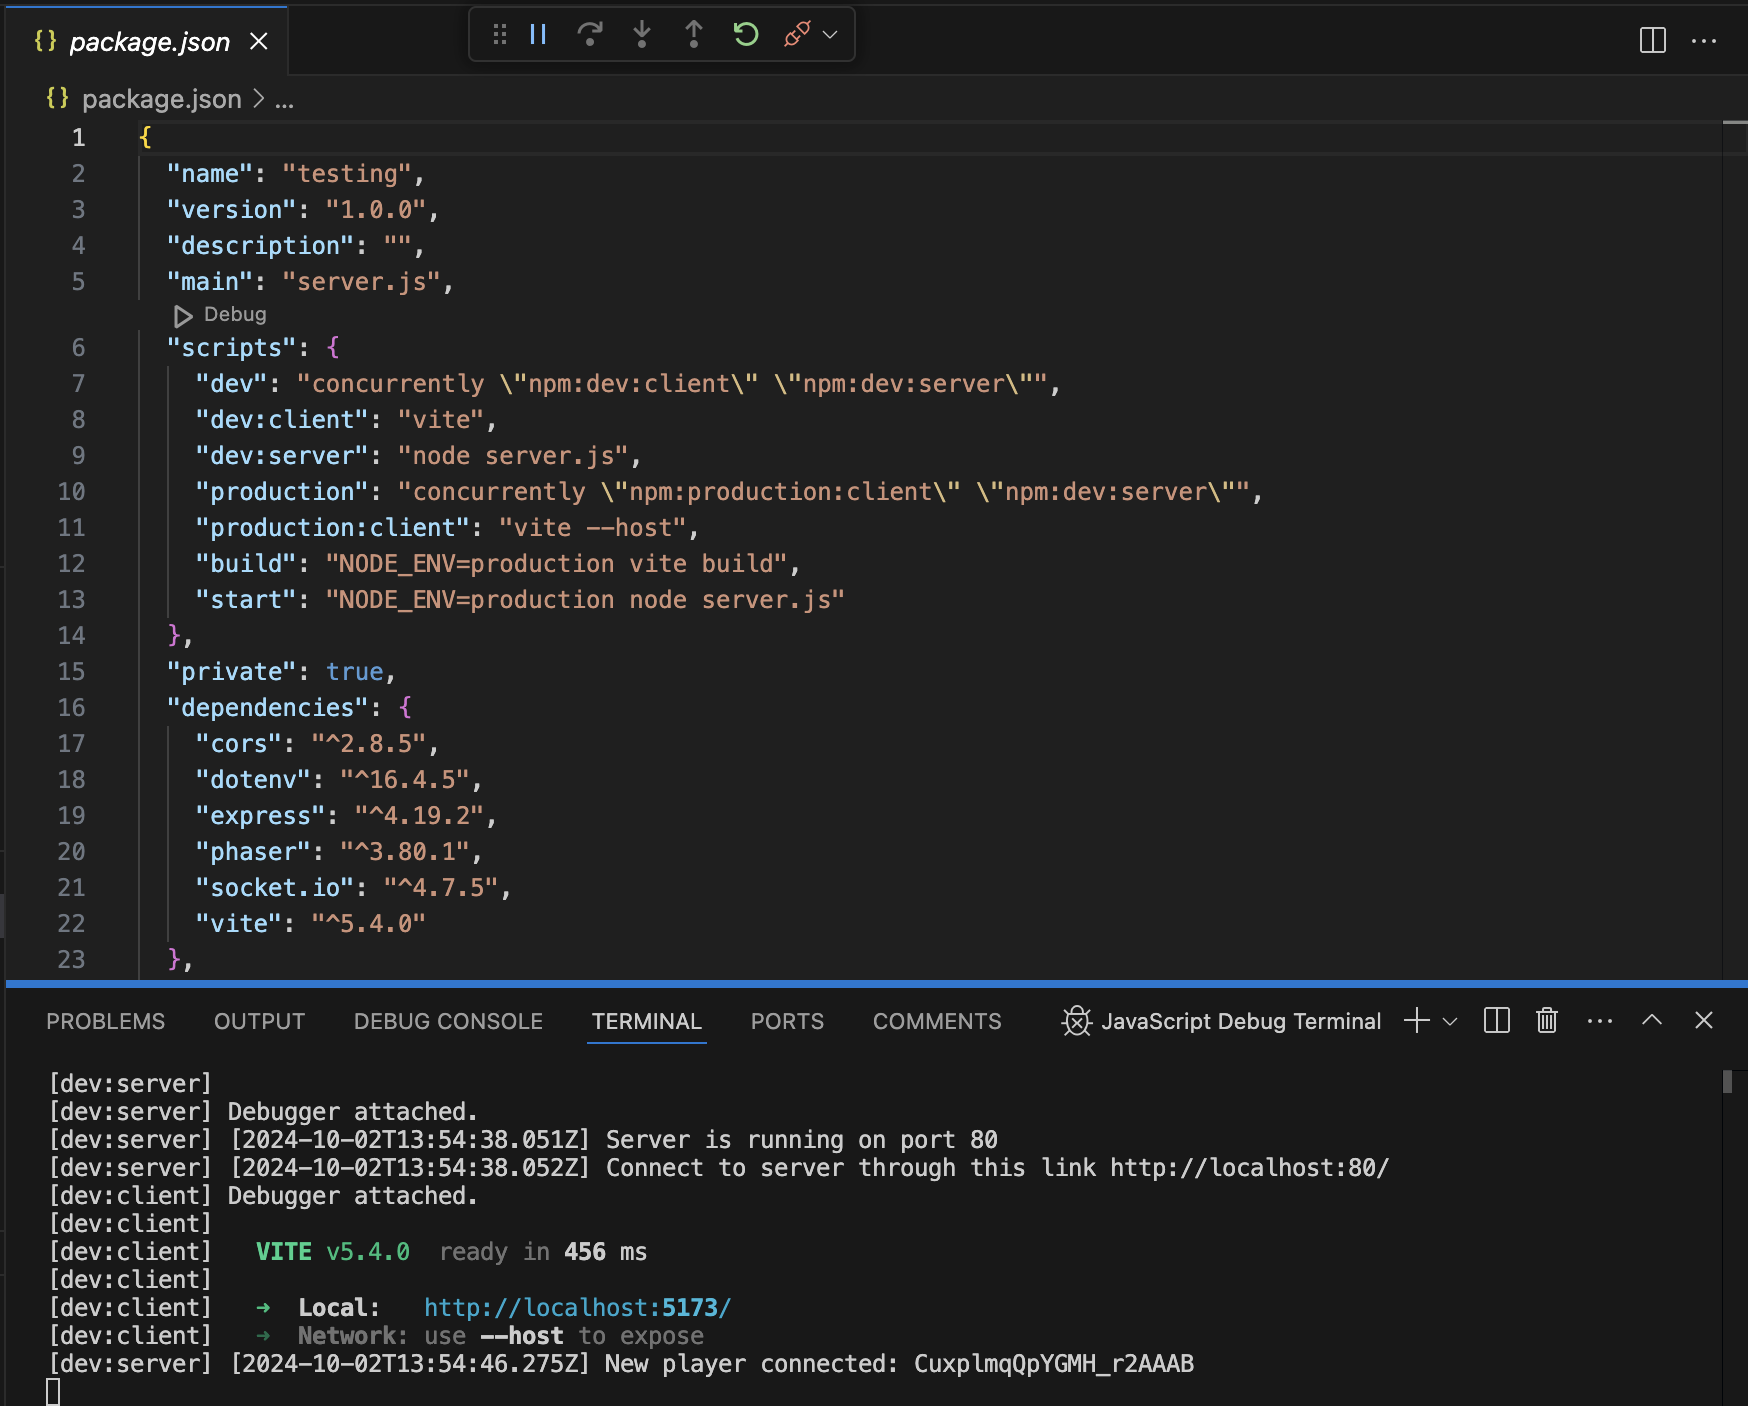 {} package.json ×
{} package.json > ...
1 {
2 "name": "testing",
3 "version": "1.0.0",
4 "description": "",
5 "main": "server.js",
Debug
6 "scripts": {
7 "dev": "concurrently \"npm:dev:client\" \"npm:dev:server\"",
8 "dev:client": "vite",
9 "dev:server": "node server.js",
10 "production": "concurrently \"npm:production:client\" \"npm:dev:server\"",
11 "production:client": "vite --host",
12 "build": "NODE_ENV=production vite build",
13 "start": "NODE_ENV=production node server.js"
14 },
15 "private": true,
16 "dependencies": {
17 "cors": "^2.8.5",
18 "dotenv": "^16.4.5",
19 "express": "^4.19.2",
20 "phaser": "^3.80.1",
21 "socket.io": "^4.7.5",
22 "vite": "^5.4.0"
23 },
PROBLEMS OUTPUT DEBUG CONSOLE TERMINAL PORTS COMMENTS JavaScript Debug Terminal
[dev:server]
[dev:server] Debugger attached.
[dev:server] [2024-10-02T13:54:38.051Z] Server is running on port 80
[dev:server] [2024-10-02T13:54:38.052Z] Connect to server through this link http://localhost:80/
[dev:client] Debugger attached.
[dev:client]
[dev:client] VITE v5.4.0 ready in 456 ms
[dev:client]
[dev:client] ➜ Local: http://localhost:5173/
[dev:client] ➜ Network: use --host to expose
[dev:server] [2024-10-02T13:54:46.275Z] New player connected: CuxplmqQpYGMH_r2AAAB